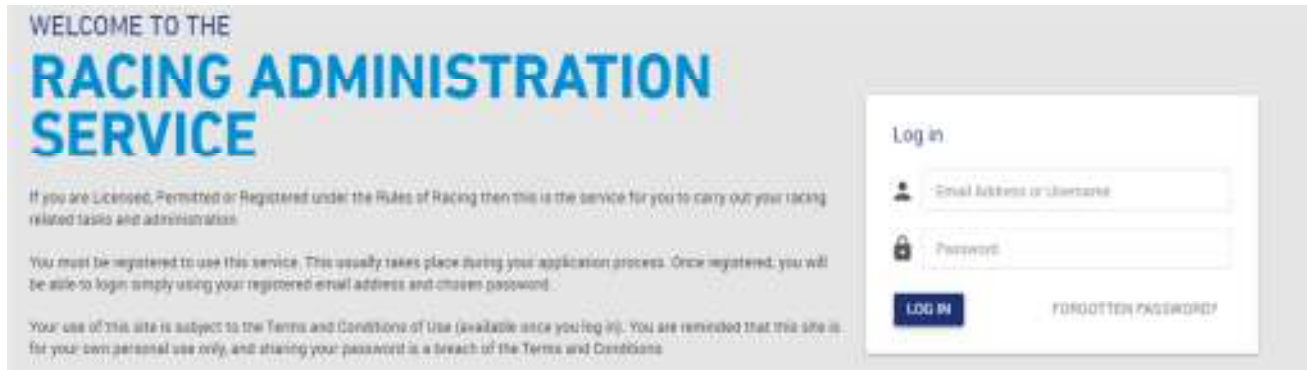 WELCOME TO THE
RACING ADMINISTRATION
SERVICE
If you are Licensed, Permitted or Registered under the Rules of Racing then this is the service for you to carry out your racing
related tasks and administration
You must be registered to use this service. This usually takes place during your application process. Once registered, you will
be able to login simply using your registered email address and chosen password.
Your use of this site is subject to the Terms and Conditions of Use (available once you log in). You are reminded that this site is
for your own personal use only, and sharing your password is a breach of the Terms and Conditions
Log in
Email Address or Username
Password
LOG IN
FORGOTTEN PASSWORD?